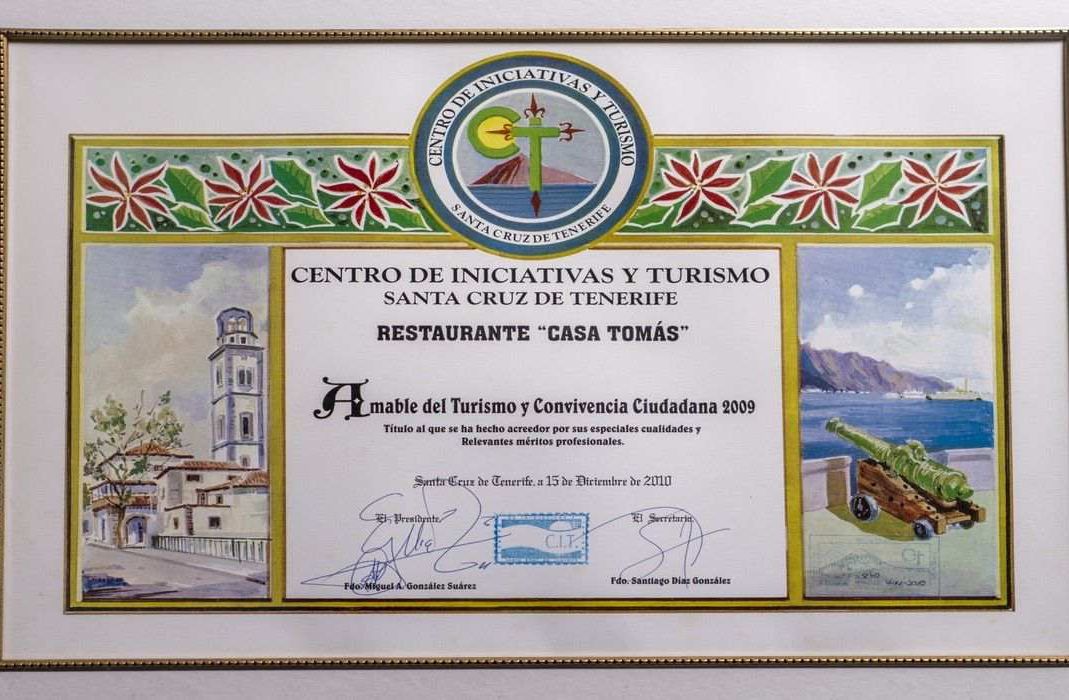 CENTRO DE INICIATIVAS Y TURISMO
SANTA CRUZ DE TENERIFE
CENTRO DE INICIATIVAS Y TURISMO
SANTA CRUZ DE TENERIFE
RESTAURANTE “CASA TOMÁS”
Amable del Turismo y Convivencia Ciudadana 2009
Título al que se ha hecho acreedor por sus especiales cualidades y
Relevantes méritos profesionales.
Santa Cruz de Tenerife, a 15 de Diciembre de 2010
El Presidente,
El Secretario,
C.I.T.
Fdo. Miguel A. González Suárez
Fdo. Santiago Díaz González